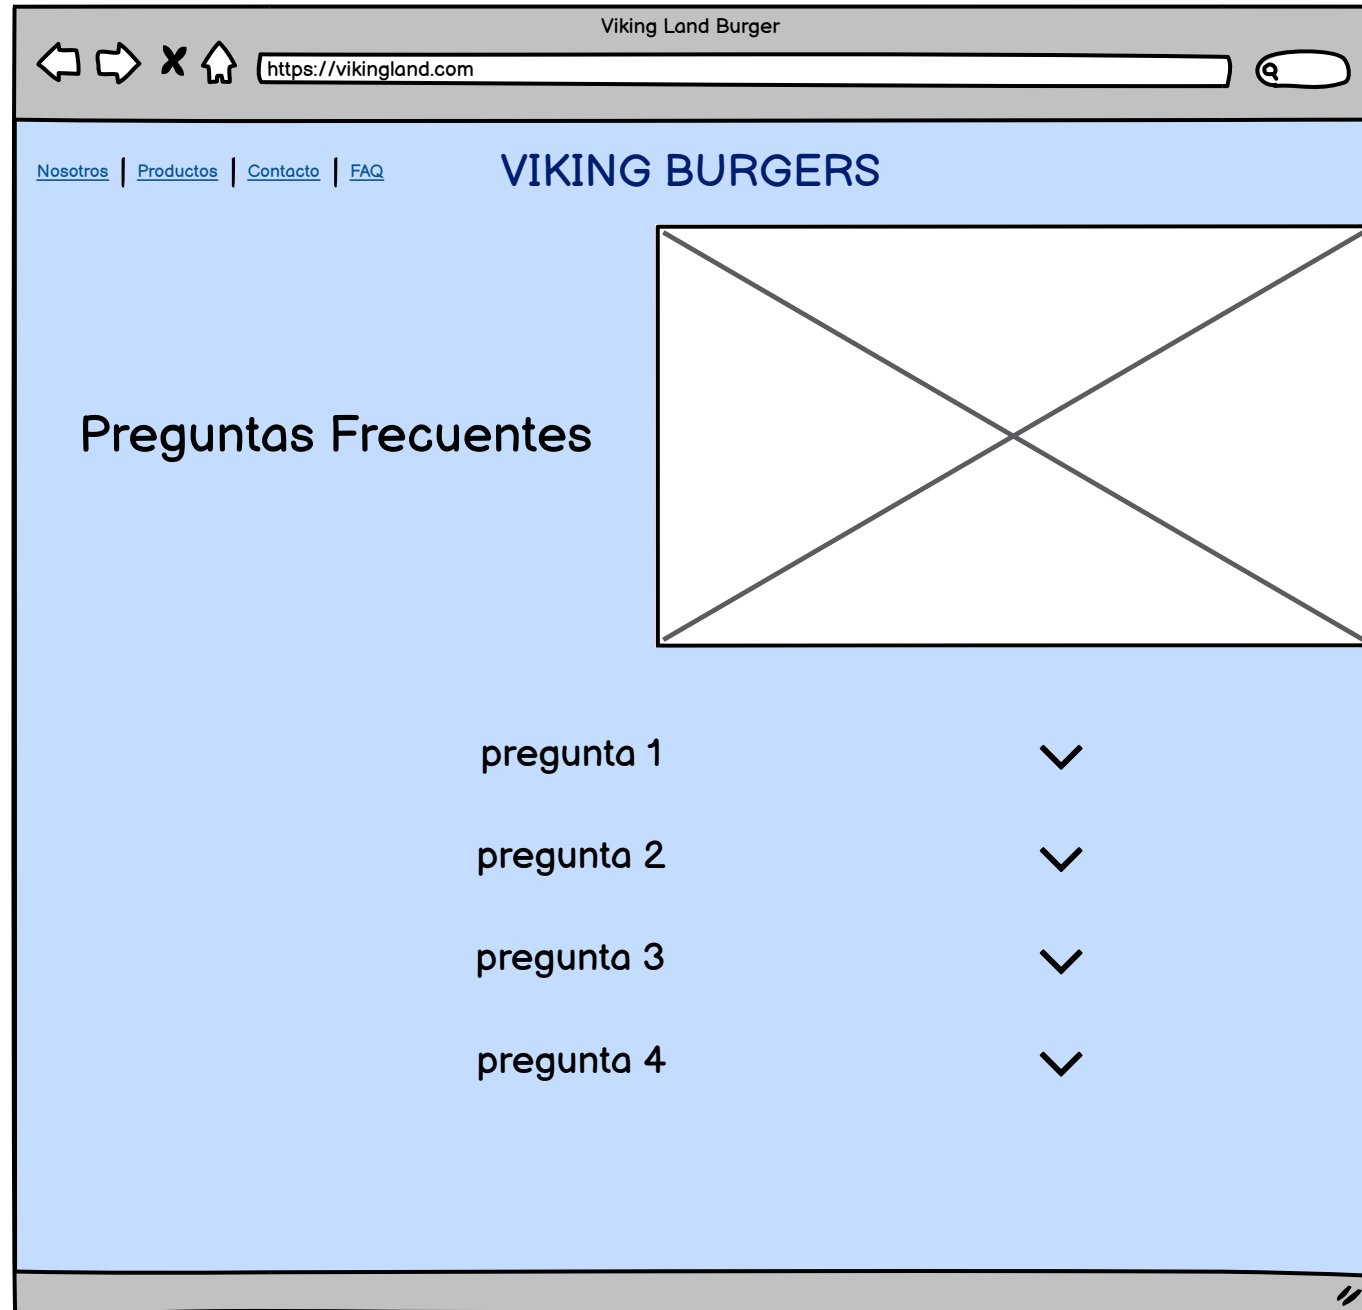 Viking Land Burger
https://vikingland.com
Nosotros | Productos | Contacto | FAQ
VIKING BURGERS
Preguntas Frecuentes
pregunta 1
pregunta 2
pregunta 3
pregunta 4